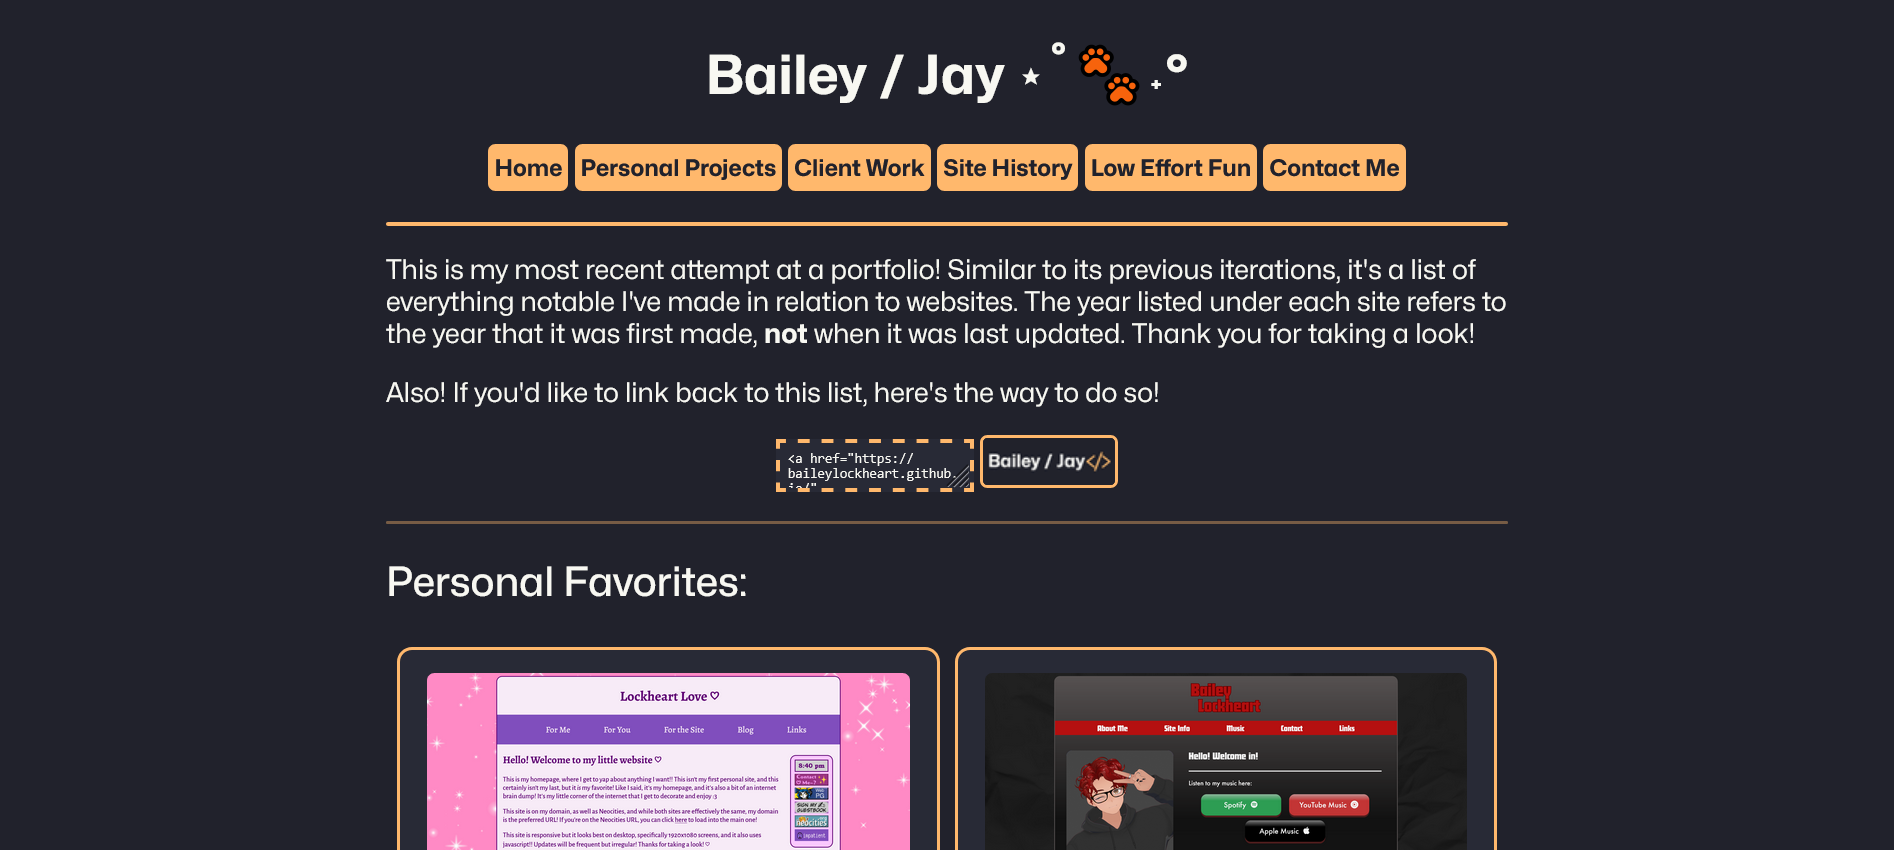 Bailey / Jay
Home Personal Projects Client Work Site History Low Effort Fun Contact Me
This is my most recent attempt at a portfolio! Similar to its previous iterations, it's a list of
everything notable I've made in relation to websites. The year listed under each site refers to
the year that it was first made, not when it was last updated. Thank you for taking a look!
Also! If you'd like to link back to this list, here's the way to do so!
<a href="https://
baileylockheart.github.
io/"
Bailey / Jay</>
Personal Favorites:
Lockheart Love ♡
For Me For You For the Site Blog Links
Hello! Welcome to my little website ♡
This is my homepage, where I get to yap about anything I want!! This isn't my first personal site, and this
certainly isn't my last, but it is my favorite! Like I said, it's my homepage, and it's also a bit of an internet
brain dump! It's my little corner of the internet that I get to decorate and enjoy :3
This site is on my domain, as well as Neocities, and while both sites are effectively the same, my domain
is the preferred URL! If you're on the Neocities URL, you can click here to load into the main one!
This site is responsive but it looks best on desktop, specifically 1920x1080 screens, and it also uses
javascript!! Updates will be frequent but irregular! Thanks for taking a look! ♡
8:40 pm
Contact
Me~?
Web
PG
SIGN MY
GUESTBOOK
neocities
Bailey
Lockheart
About Me Site Info Music Contact Links
Hello! Welcome in!
Listen to my music here:
Spotify
YouTube Music
Apple Music